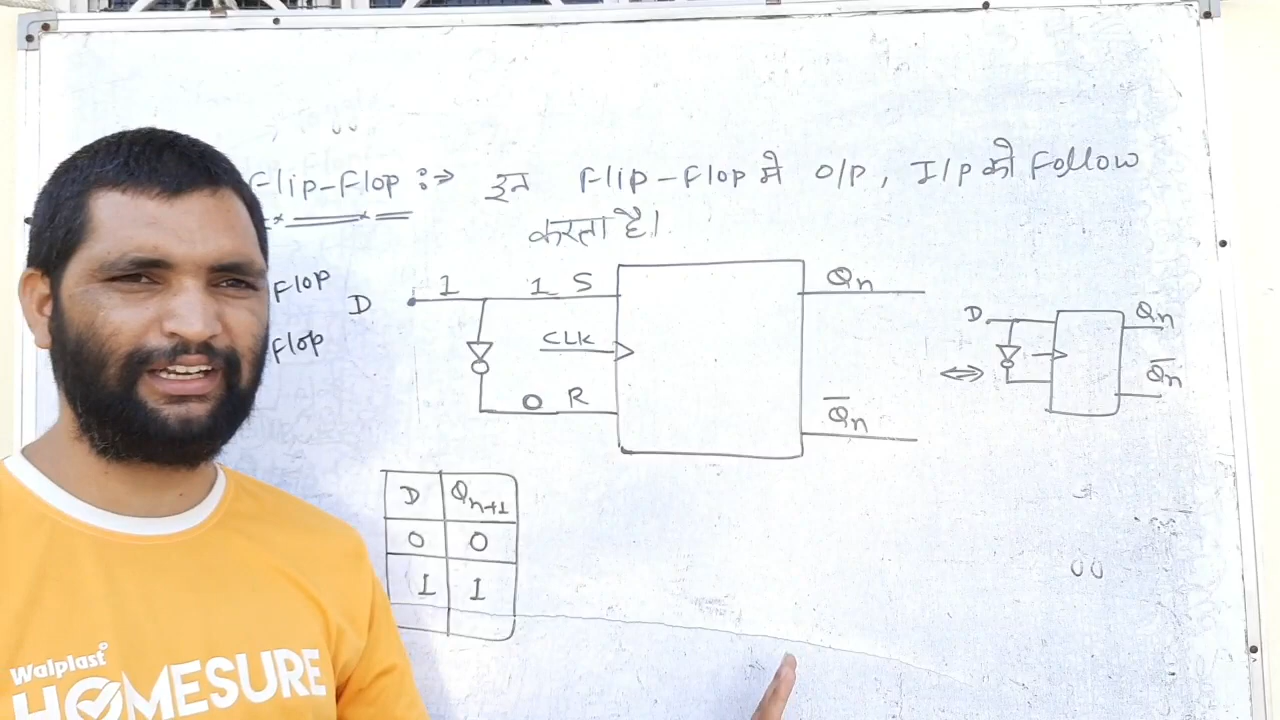 Flip-Flop :→ इन Flip-Flop मे O/P, I/P को Follow
करता है।
Flop
Flop
D 1 1 S
CLK
0 R
Qn
Q̅n
⇔
D
Qn
Q̅n
D Qn+1
0 0
1 1
Walplast
HOMESURE